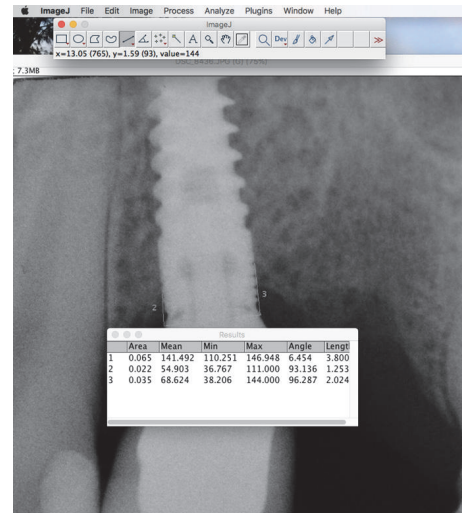 ImageJ File Edit Image Process Analyze Plugins Window Help
ImageJ
Dev
x=13.05 (765), y=1.59 (93), value=144
7.3MB
2
3
Results
Area Mean Min Max Angle Lengt
1 0.065 141.492 110.251 146.948 6.454 3.800
2 0.022 54.903 36.767 111.000 93.136 1.253
3 0.035 68.624 38.206 144.000 96.287 2.024